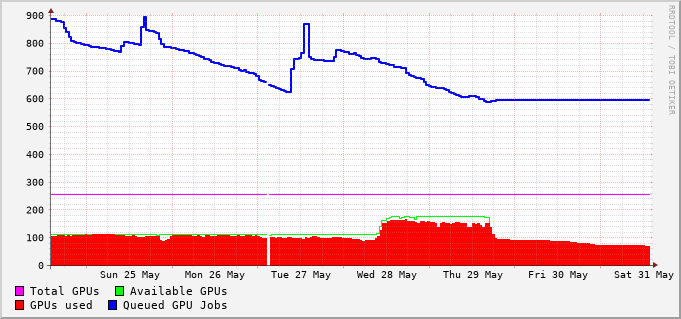 900
800
700
600
500
400
300
200
100
0
Sun 25 May Mon 26 May Tue 27 May Wed 28 May Thu 29 May Fri 30 May Sat 31 May
Total GPUs Available GPUs
GPUs used Queued GPU Jobs
RRDTOOL / TOBI OETIKER